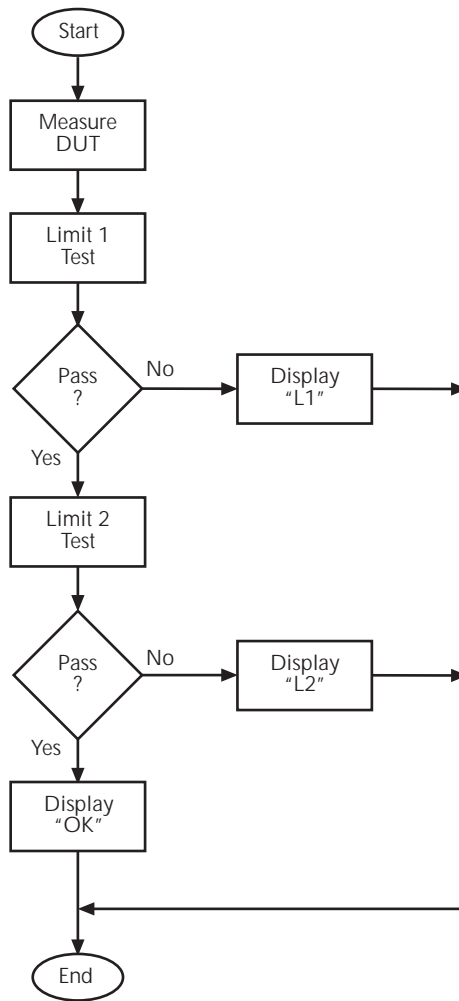 Start
Measure
DUT
Limit 1
Test
Pass
?
No
Display
“L1”
Yes
Limit 2
Test
Pass
?
No
Display
“L2”
Yes
Display
“OK”
End